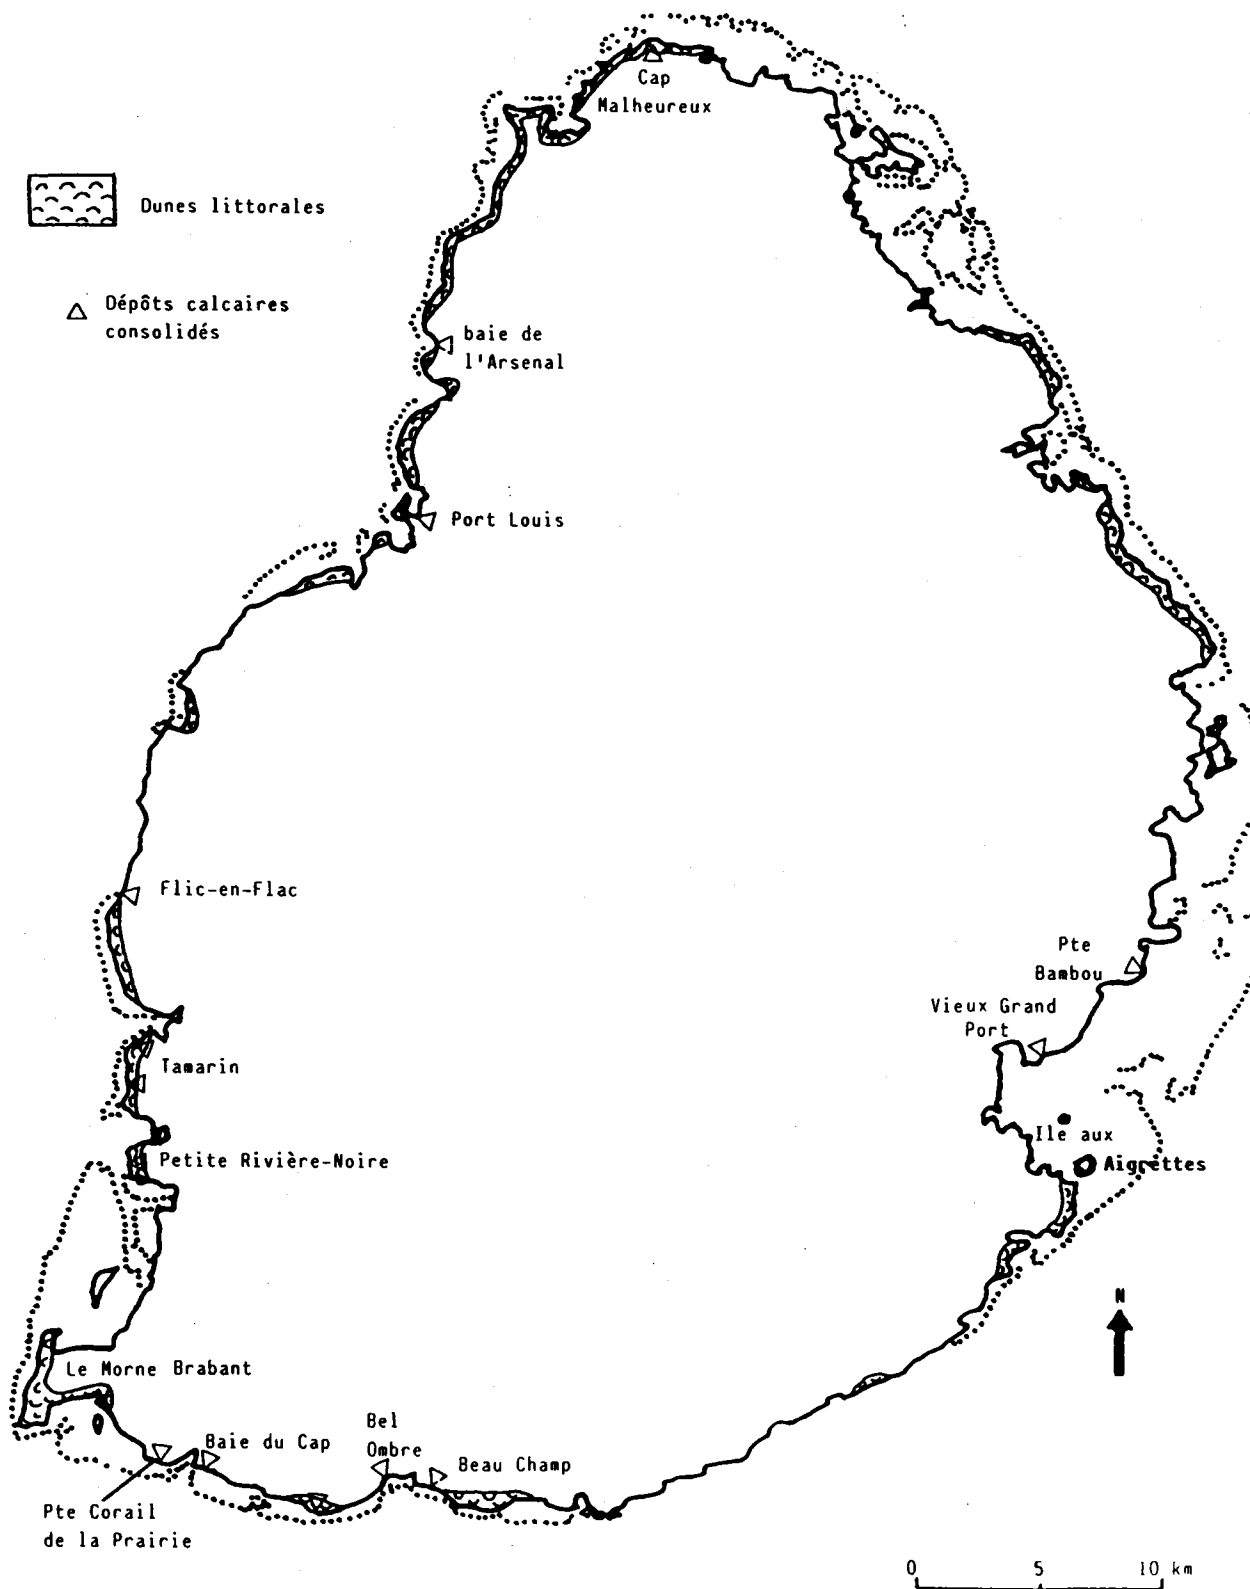 Cap
Malheureux
Dunes littorales
Dépôts calcaires
consolidés
baie de
l'Arsenal
Port Louis
Flic-en-Flac
Pte
Bambou
Vieux Grand
Port
Tamarin
Ile aux
Aigrettes
Petite Rivière-Noire
N
Le Morne Brabant
Bel
Ombre
Baie du Cap
Beau Champ
Pte Corail
de la Prairie
0 5 10 km